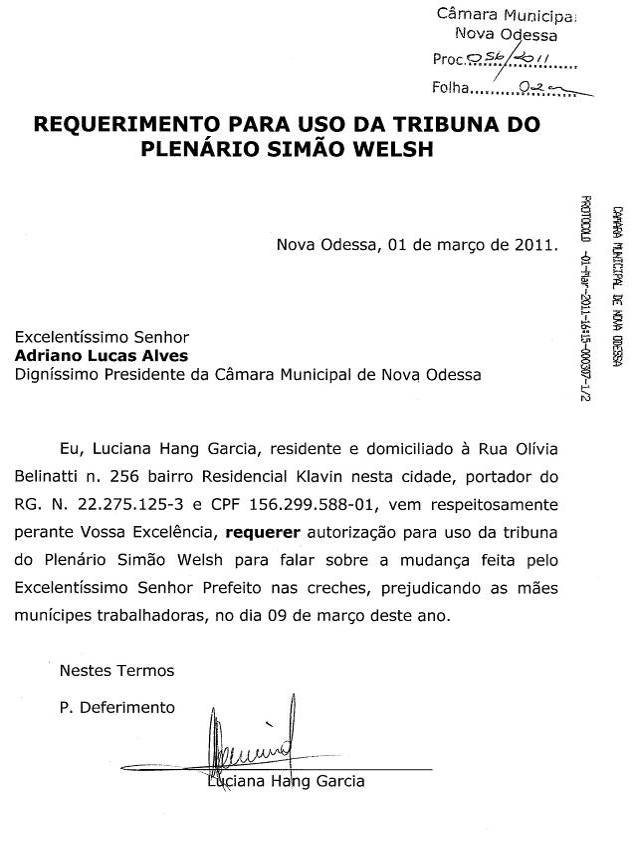 Câmara Municipal
Nova Odessa
Proc. 056/2011
Folha 02
REQUERIMENTO PARA USO DA TRIBUNA DO
PLENÁRIO SIMÃO WELSH
Nova Odessa, 01 de março de 2011.
CAMARA MUNICIPAL DE NOVA ODESSA
PROTOCOLO -01-Mar-2011-16:15-000307-1/2
Excelentíssimo Senhor
Adriano Lucas Alves
Digníssimo Presidente da Câmara Municipal de Nova Odessa
Eu, Luciana Hang Garcia, residente e domiciliado à Rua Olívia
Belinatti n. 256 bairro Residencial Klavin nesta cidade, portador do
RG. N. 22.275.125-3 e CPF 156.299.588-01, vem respeitosamente
perante Vossa Excelência, requerer autorização para uso da tribuna
do Plenário Simão Welsh para falar sobre a mudança feita pelo
Excelentíssimo Senhor Prefeito nas creches, prejudicando as mães
munícipes trabalhadoras, no dia 09 de março deste ano.
Nestes Termos
P. Deferimento
Luciana Hang Garcia